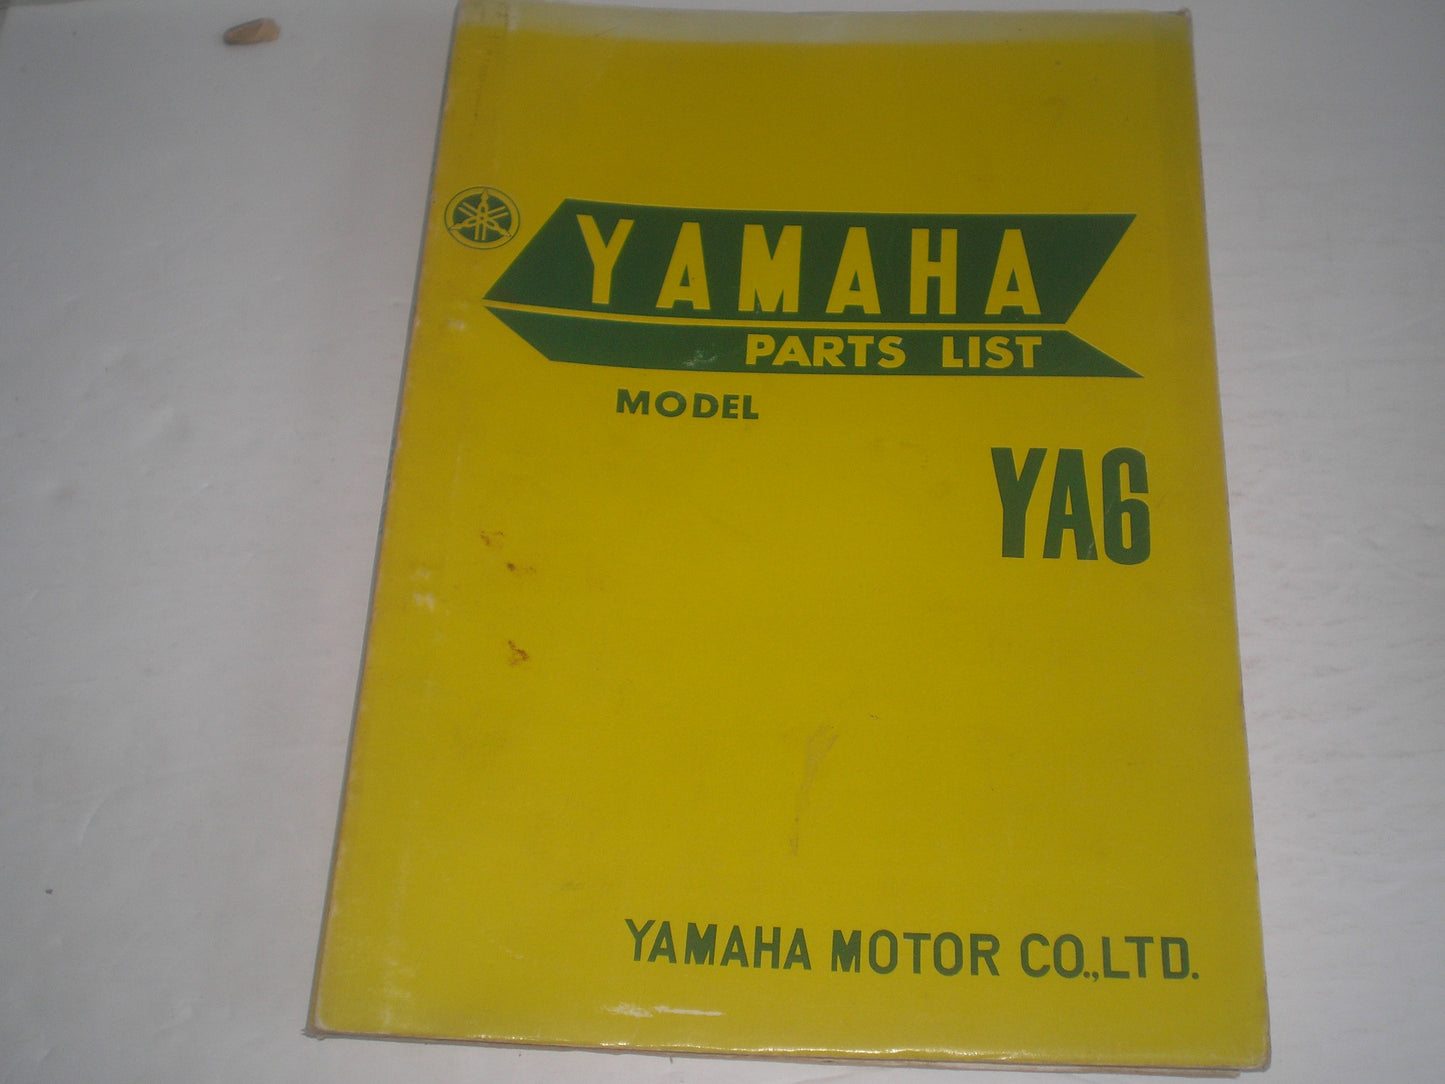 YAMAHA
PARTS LIST
MODEL
YA6
YAMAHA MOTOR CO.,LTD.